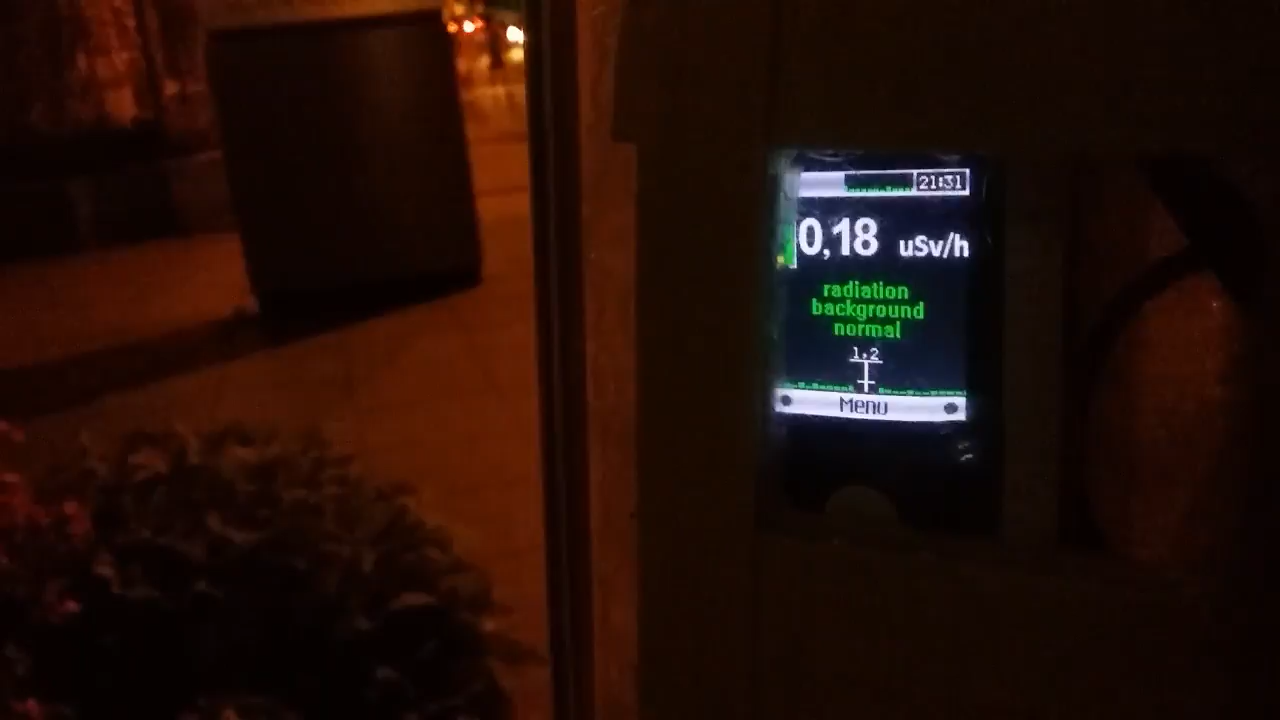 21:31
0,18 uSv/h
radiation
background
normal
1,2
Menu